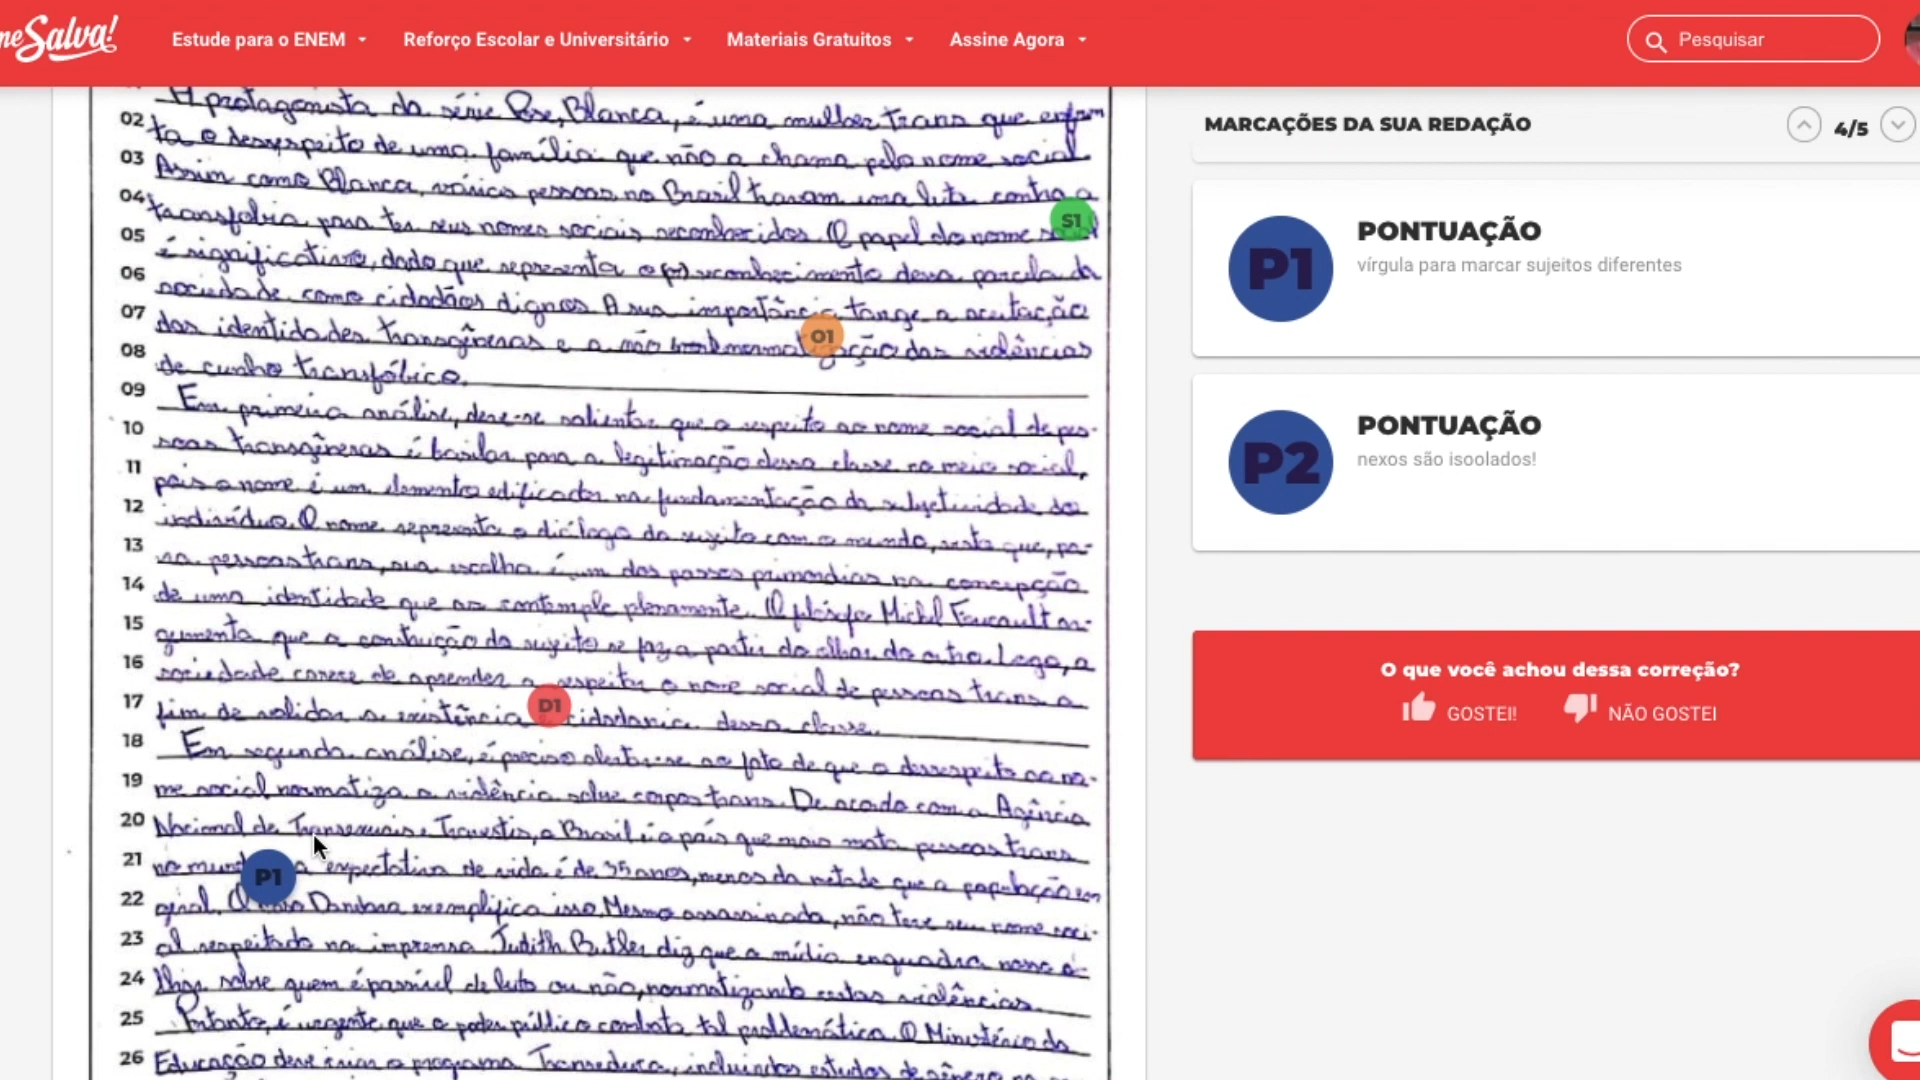 me Salva!
Estude para o ENEM
Reforço Escolar e Universitário
Materiais Gratuitos
Assine Agora
Pesquisar
A protagonista da série Pose, Blanca, é uma mulher trans que enfren
02 ta o desrespeito de uma família que não a chama pelo nome social.
03 Assim como Blanca, várias pessoas no Brasil travam uma luta contra a
04 transfobia para ter seus nomes sociais reconhecidos. O papel do nome social
05 é significativo, dado que representa o reconhecimento dessa parcela da
06 sociedade como cidadãos dignos. A sua importância tange a aceitação
07 das identidades transgêneras e a não normatização das violências
08 de cunho transfóbico.
09 Em primeira análise, deve-se salientar que o respeito ao nome social de pes-
10 soas transgêneras é basilar para a legitimação dessa classe no meio social,
11 pois o nome é um elemento edificador na fundamentação da subjetividade do
12 indivíduo. O nome representa o diálogo do sujeito com o mundo, visto que, pa-
13 ra pessoas trans, sua escolha é um dos passos primordias na concepção
14 de uma identidade que as contemple plenamente. O filósofo Michel Foucault ar-
15 gumenta que a construção do sujeito se faz a partir do olhar do outro. Logo, a
16 sociedade carece de aprender a respeitar o nome social de pessoas trans a
17 fim de validar a existência cidadania dessa classe.
18 Em segunda análise, é preciso alertar-se ao fato de que o desrespeito ao no-
19 me social normatiza a violência sobre corpos trans. De acordo com a Agência
20 Nacional de Transexuais e Travestis, o Brasil é o país que mais mata pessoas trans
21 no mundo a expectativa de vida é de 35 anos, menos da metade que a população em
22 geral. O caso Dandara exemplifica isso. Mesmo assassinada, não teve seu nome soci-
23 al respeitado na imprensa. Judith Butler diz que a mídia enquadra nosso o-
24 lhar sobre quem é passível de luto ou não, normatizando estas violências.
25 Portanto, é urgente que o poder público combata tal problemática. O Ministério da
26 Educação deve criar o programa Transeduca, incluindo estudos de gênero
S1
O1
D1
P1
MARCAÇÕES DA SUA REDAÇÃO
4/5
P1
PONTUAÇÃO
vírgula para marcar sujeitos diferentes
P2
PONTUAÇÃO
nexos são isoolados!
O que você achou dessa correção?
GOSTEI!
NÃO GOSTEI